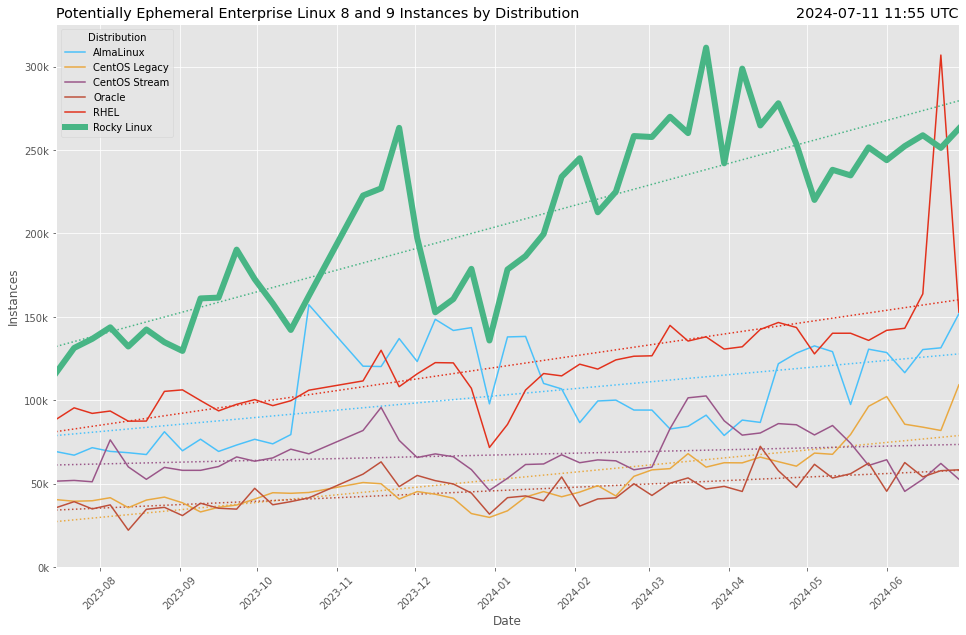 Potentially Ephemeral Enterprise Linux 8 and 9 Instances by Distribution
2024-07-11 11:55 UTC
Distribution
AlmaLinux
CentOS Legacy
CentOS Stream
Oracle
RHEL
Rocky Linux
300k
250k
200k
150k
100k
50k
0k
Instances
2023-08
2023-09
2023-10
2023-11
2023-12
2024-01
2024-02
2024-03
2024-04
2024-05
2024-06
Date